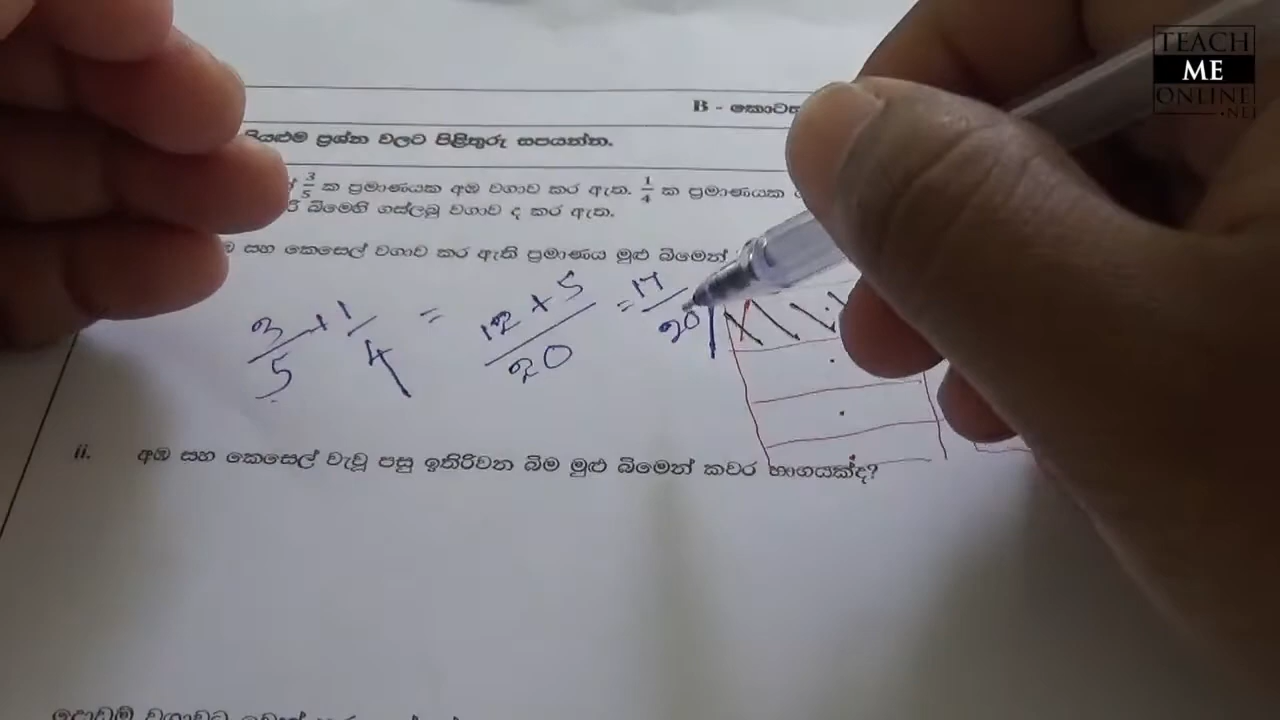 TEACH
ME
ONLINE
.NET
B -
ප්‍රශ්න වලට පිළිතුරු සපයන්න.
3/5 ක ප්‍රමාණයක අඹ වගාව කර ඇත. 1/4 ක ප්‍රමාණයක
බිමෙහි ගස්ලබු වගාව ද කර ඇත.
සහ කෙසෙල් වගාව කර ඇති ප්‍රමාණය මුළු බිමෙන්
3/5 + 1/4 = 12 + 5/20 = 17/20
ii. අඹ සහ කෙසෙල් වැවූ පසු ඉතිරිවන බිම මුළු බිමෙන් කවර භාගයක්ද?